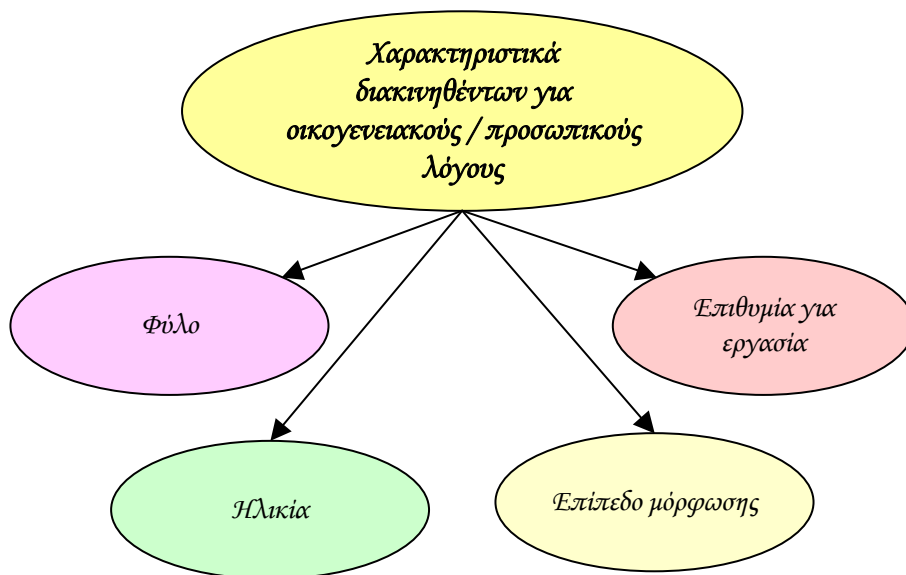 Χαρακτηριστικά
διακινηθέντων για
οικογενειακούς / προσωπικούς
λόγους
Φύλο
Επιθυμία για
εργασία
Ηλικία
Επίπεδο μόρφωσης